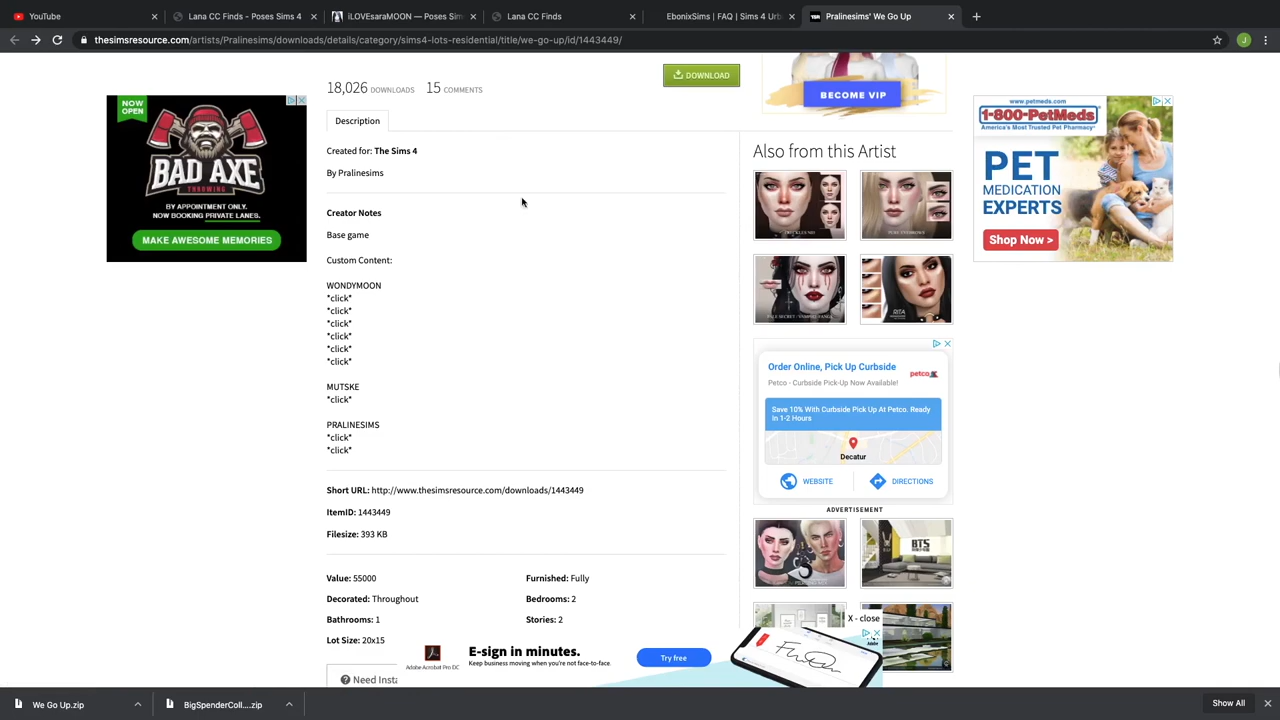 YouTube
Lana CC Finds - Poses Sims 4
iLOVEsaraMOON — Poses Sim
Lana CC Finds
EbonixSims | FAQ | Sims 4 Urb
TSR
Pralinesims' We Go Up
thesimsresource.com/artists/Pralinesims/downloads/details/category/sims4-lots-residential/title/we-go-up/id/1443449/
J
18,026 DOWNLOADS 15 COMMENTS
DOWNLOAD
BECOME VIP
Description
Created for: The Sims 4
By Pralinesims
Creator Notes
Base game
Custom Content:
WONDYMOON
*click*
*click*
*click*
*click*
*click*
*click*
MUTSKE
*click*
PRALINESIMS
*click*
*click*
Short URL: http://www.thesimsresource.com/downloads/1443449
ItemID: 1443449
Filesize: 393 KB
Value: 55000
Furnished: Fully
Decorated: Throughout
Bedrooms: 2
Bathrooms: 1
Stories: 2
Lot Size: 20x15
Need Insta
NOW
OPEN
BAD AXE
THROWING
BY APPOINTMENT ONLY.
NOW BOOKING PRIVATE LANES.
MAKE AWESOME MEMORIES
Also from this Artist
RITA
Order Online, Pick Up Curbside
Petco - Curbside Pick-Up Now Available!
petco
Save 10% With Curbside Pick Up At Petco. Ready
In 1-2 Hours
Decatur
WEBSITE
DIRECTIONS
ADVERTISEMENT
BTS
X - close
www.petmeds.com
1-800-PetMeds
America's Most Trusted Pet Pharmacy
PET
MEDICATION
EXPERTS
Shop Now >
Adobe Acrobat Pro DC
E-sign in minutes.
Keep business moving when you're not face-to-face.
Try free
Adobe
We Go Up.zip
BigSpenderColl....zip
Show All